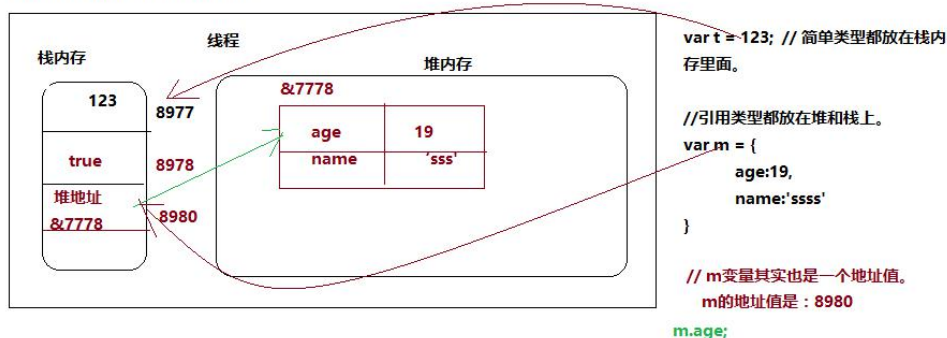 线程
栈内存
堆内存
123
8977
true
8978
堆地址
&7778
8980
&7778
age 19
name 'sss'
var t = 123; // 简单类型都放在栈内
存里面。
//引用类型都放在堆和栈上。
var m = {
age:19,
name:'ssss'
}
// m变量其实也是一个地址值。
m的地址值是：8980
m.age;